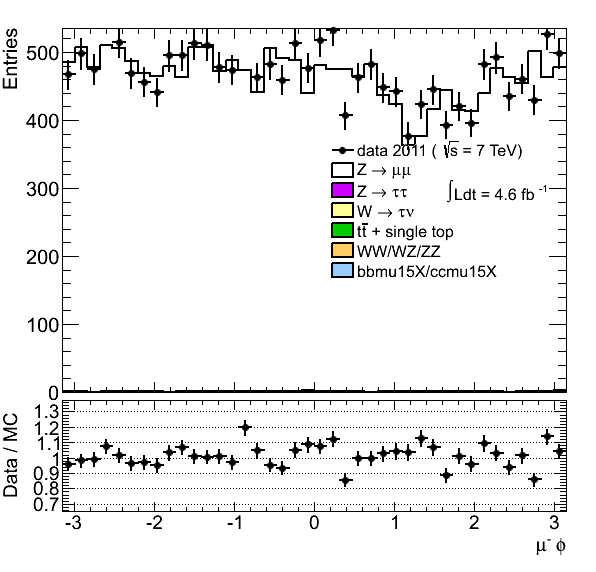 Entries
500
400
300
200
100
0
data 2011 ( √s = 7 TeV)
Z → μμ
Z → ττ
∫Ldt = 4.6 fb⁻¹
W → τν
tt̄ + single top
WW/WZ/ZZ
bbmu15X/ccmu15X
Data / MC
1.3
1.2
1.1
1
0.9
0.8
0.7
-3 -2 -1 0 1 2 3
μ⁻ ϕ